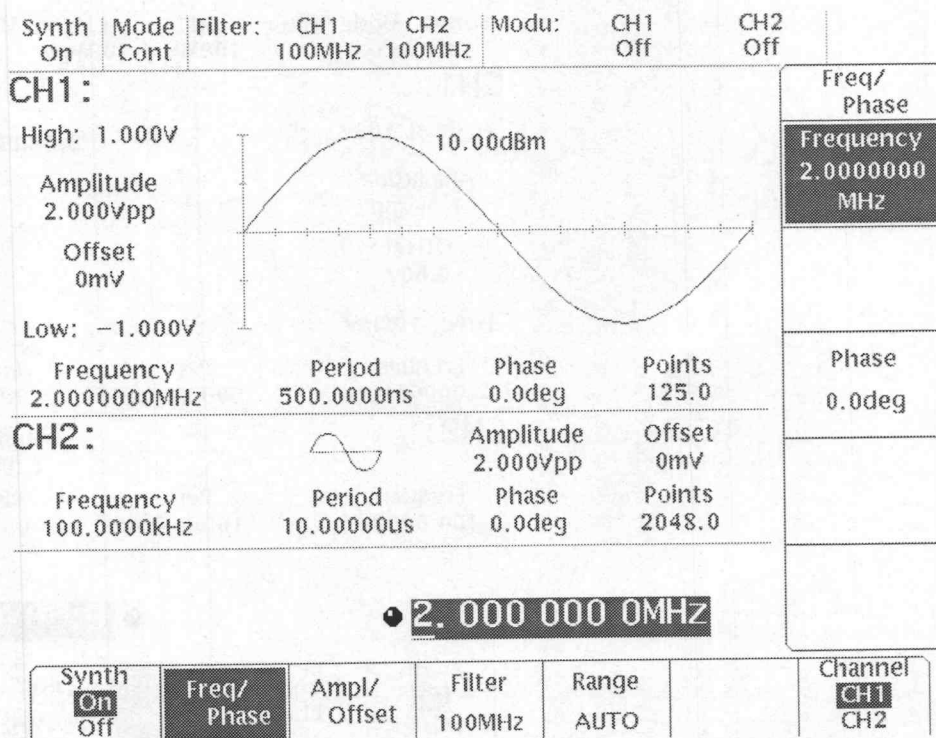 Synth Mode Filter: CH1 CH2 Modu: CH1 CH2
On Cont 100MHz 100MHz Off Off
CH1:
Freq/
Phase
High: 1.000V
10.00dBm
Frequency
2.0000000
MHz
Amplitude
2.000Vpp
Offset
0mV
Low: −1.000V
Frequency Period Phase Points
2.0000000MHz 500.0000ns 0.0deg 125.0
Phase
0.0deg
CH2:
Amplitude Offset
2.000Vpp 0mV
Frequency Period Phase Points
100.0000kHz 10.00000us 0.0deg 2048.0
2. 000 000 0MHz
Synth
On
Off
Freq/
Phase
Ampl/
Offset
Filter
100MHz
Range
AUTO
Channel
CH1
CH2